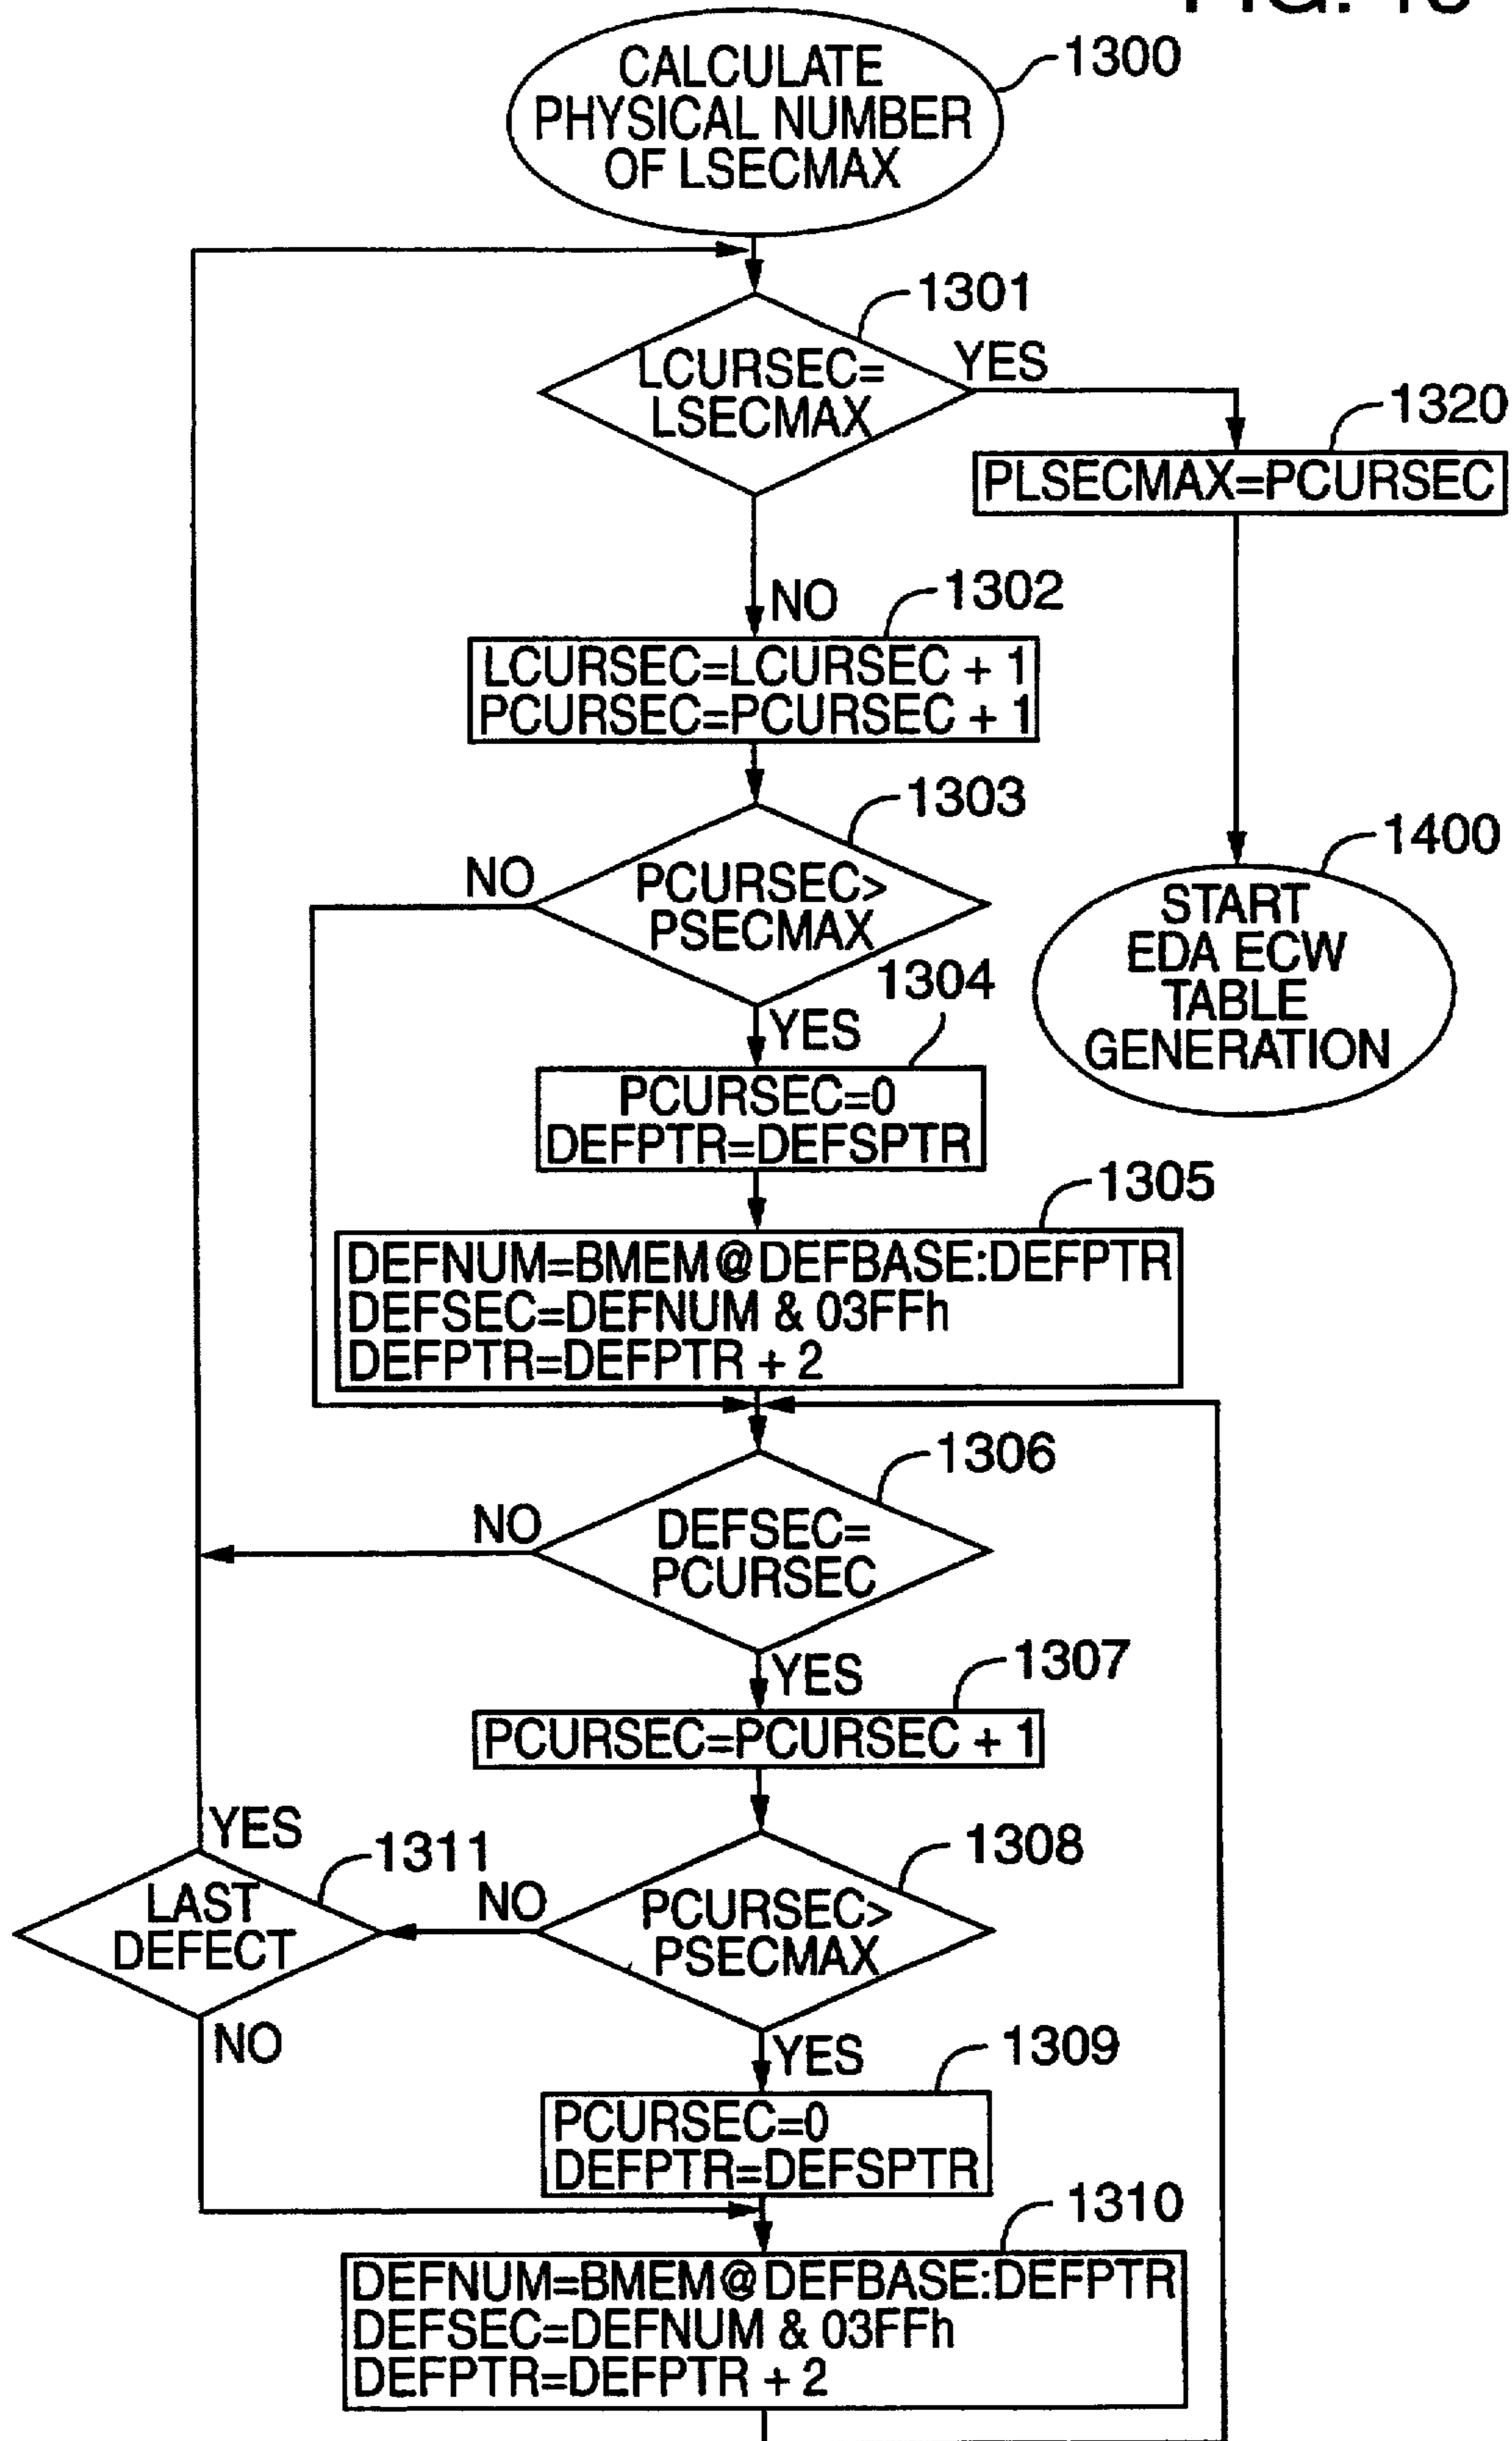 CALCULATE
PHYSICAL NUMBER
OF LSECMAX
1300
1301
LCURSEC=
LSECMAX
YES
1320
PLSECMAX=PCURSEC
NO
1302
LCURSEC=LCURSEC + 1
PCURSEC=PCURSEC + 1
1303
NO
PCURSEC>
PSECMAX
1400
START
EDA ECW
TABLE
GENERATION
1304
YES
PCURSEC=0
DEFPTR=DEFSPTR
1305
DEFNUM=BMEM@DEFBASE:DEFPTR
DEFSEC=DEFNUM & 03FFh
DEFPTR=DEFPTR + 2
1306
NO
DEFSEC=
PCURSEC
YES
1307
PCURSEC=PCURSEC + 1
YES
1311
LAST
DEFECT
NO
1308
NO
PCURSEC>
PSECMAX
YES
1309
PCURSEC=0
DEFPTR=DEFSPTR
1310
DEFNUM=BMEM@DEFBASE:DEFPTR
DEFSEC=DEFNUM & 03FFh
DEFPTR=DEFPTR + 2